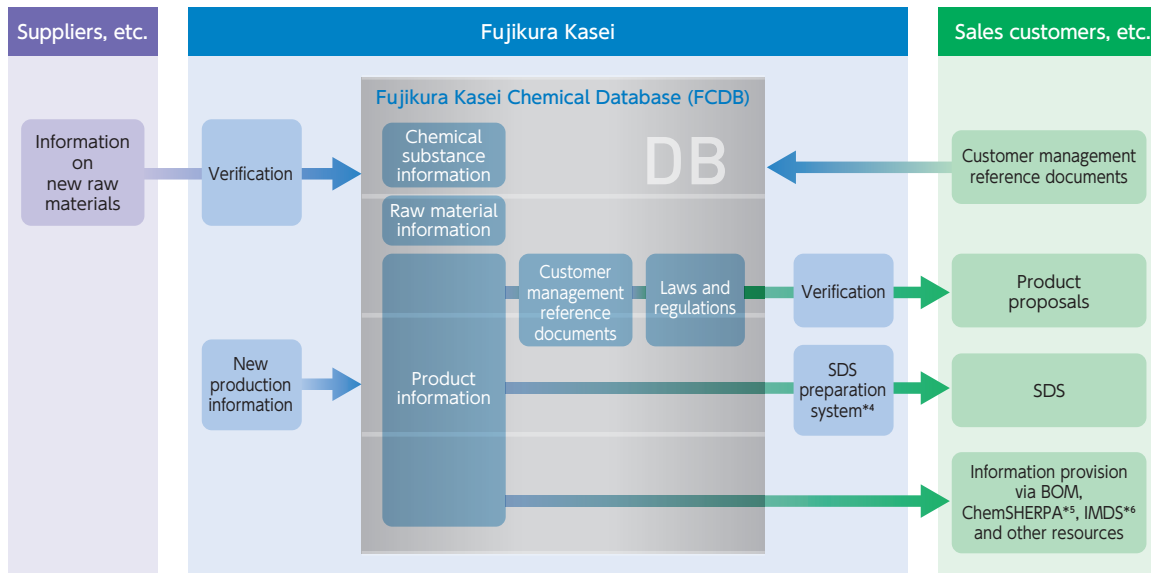 Suppliers, etc.
Fujikura Kasei
Sales customers, etc.
Fujikura Kasei Chemical Database (FCDB)
DB
Information
on
new raw
materials
Verification
Chemical
substance
information
Customer management
reference documents
Raw material
information
Customer
management
reference
documents
Laws and
regulations
Verification
Product
proposals
New
production
information
Product
information
SDS
preparation
system*4
SDS
Information provision
via BOM,
ChemSHERPA*5, IMDS*6
and other resources